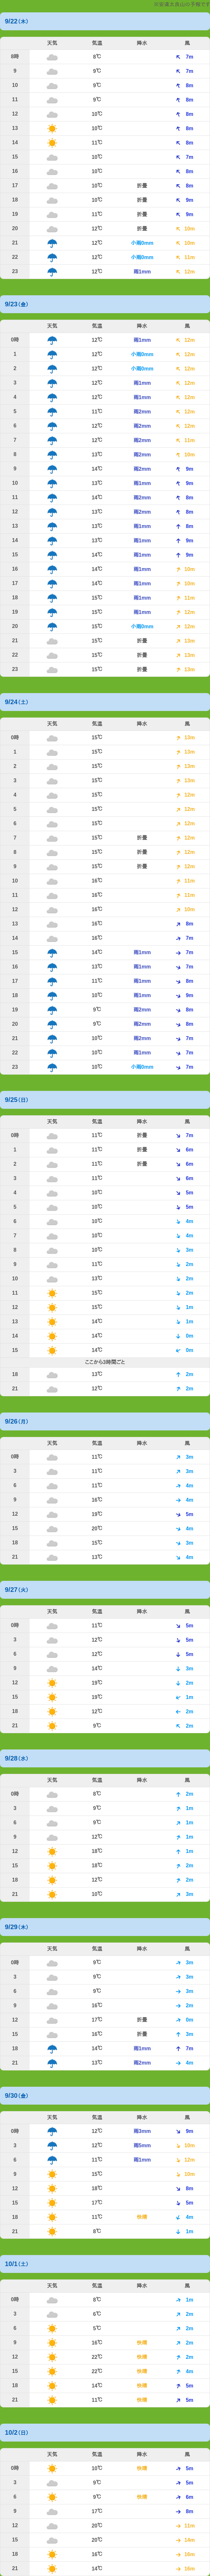 の予報です
9/22(木)
天気 気温 降水 風
8時 8℃ 7m
9 9℃ 7m
10 9℃ 8m
11 9℃ 8m
12 10℃ 8m
13 10℃ 8m
14 11℃ 8m
15 10℃ 7m
16 10℃ 8m
17 10℃ 折畳 8m
18 10℃ 折畳 9m
19 11℃ 折畳 9m
20 12℃ 折畳 10m
21 12℃ 小雨0mm 10m
22 12℃ 小雨0mm 11m
23 12℃ 雨1mm 12m
9/23(金)
天気 気温 降水 風
0時 12℃ 雨1mm 12m
1 12℃ 小雨0mm 12m
2 12℃ 小雨0mm 12m
3 12℃ 雨1mm 12m
4 12℃ 雨1mm 12m
5 11℃ 雨2mm 12m
6 12℃ 雨2mm 12m
7 12℃ 雨2mm 11m
8 13℃ 雨2mm 10m
9 14℃ 雨2mm 9m
10 13℃ 雨1mm 9m
11 14℃ 雨2mm 8m
12 13℃ 雨2mm 8m
13 13℃ 雨1mm 8m
14 13℃ 雨1mm 9m
15 14℃ 雨1mm 9m
16 14℃ 雨1mm 10m
17 14℃ 雨1mm 10m
18 15℃ 雨1mm 11m
19 15℃ 雨1mm 12m
20 15℃ 小雨0mm 12m
21 15℃ 折畳 13m
22 15℃ 折畳 13m
23 15℃ 折畳 13m
9/24(土)
天気 気温 降水 風
0時 15℃ 13m
1 15℃ 13m
2 15℃ 13m
3 15℃ 13m
4 15℃ 12m
5 15℃ 12m
6 15℃ 12m
7 15℃ 折畳 12m
8 15℃ 折畳 12m
9 15℃ 折畳 12m
10 16℃ 11m
11 16℃ 11m
12 16℃ 10m
13 16℃ 8m
14 16℃ 7m
15 14℃ 雨1mm 7m
16 13℃ 雨1mm 7m
17 11℃ 雨1mm 8m
18 10℃ 雨1mm 9m
19 9℃ 雨2mm 8m
20 9℃ 雨2mm 8m
21 10℃ 雨2mm 7m
22 10℃ 雨1mm 7m
23 10℃ 小雨0mm 7m
9/25(日)
天気 気温 降水 風
0時 11℃ 折畳 7m
1 11℃ 折畳 6m
2 11℃ 折畳 6m
3 11℃ 6m
4 10℃ 5m
5 10℃ 5m
6 10℃ 4m
7 10℃ 4m
8 10℃ 3m
9 11℃ 2m
10 13℃ 2m
11 15℃ 2m
12 15℃ 1m
13 14℃ 1m
14 14℃ 0m
15 14℃ 0m
ここから3時間ごと
18 13℃ 2m
21 12℃ 2m
9/26(月)
天気 気温 降水 風
0時 11℃ 3m
3 11℃ 3m
6 11℃ 4m
9 16℃ 4m
12 19℃ 5m
15 20℃ 4m
18 15℃ 3m
21 13℃ 4m
9/27(火)
天気 気温 降水 風
0時 11℃ 5m
3 12℃ 5m
6 12℃ 5m
9 14℃ 3m
12 19℃ 2m
15 19℃ 1m
18 12℃ 2m
21 9℃ 2m
9/28(水)
天気 気温 降水 風
0時 8℃ 2m
3 9℃ 1m
6 9℃ 1m
9 12℃ 1m
12 18℃ 1m
15 18℃ 2m
18 12℃ 2m
21 10℃ 3m
9/29(木)
天気 気温 降水 風
0時 9℃ 3m
3 9℃ 3m
6 9℃ 3m
9 16℃ 2m
12 17℃ 折畳 0m
15 16℃ 折畳 3m
18 14℃ 雨1mm 7m
21 13℃ 雨2mm 4m
9/30(金)
天気 気温 降水 風
0時 12℃ 雨3mm 9m
3 12℃ 雨5mm 10m
6 11℃ 雨1mm 12m
9 15℃ 10m
12 18℃ 8m
15 17℃ 5m
18 11℃ 快晴 4m
21 8℃ 1m
10/1(土)
天気 気温 降水 風
0時 8℃ 1m
3 6℃ 2m
6 5℃ 2m
9 16℃ 快晴 2m
12 22℃ 快晴 2m
15 22℃ 快晴 4m
18 14℃ 快晴 5m
21 11℃ 快晴 5m
10/2(日)
天気 気温 降水 風
0時 10℃ 快晴 5m
3 9℃ 5m
6 9℃ 快晴 6m
9 17℃ 8m
12 20℃ 11m
15 20℃ 14m
18 16℃ 16m
21 14℃ 16m